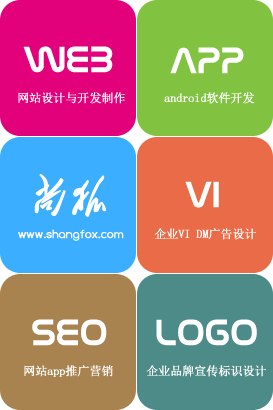 WEB
网站设计与开发制作
APP
android软件开发
尚狐
www.shangfox.com
VI
企业VI DM广告设计
SEO
网站app推广营销
LOGO
企业品牌宣传标识设计